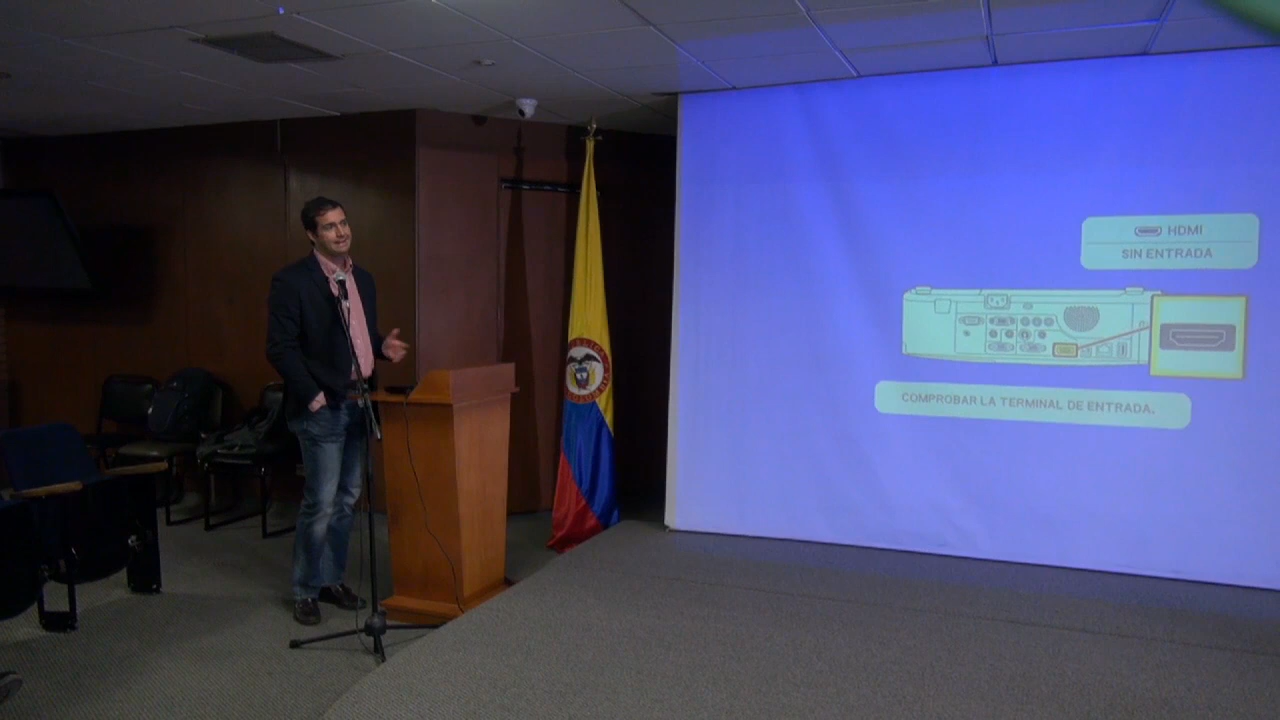 HDMI
SIN ENTRADA
COMPROBAR LA TERMINAL DE ENTRADA.